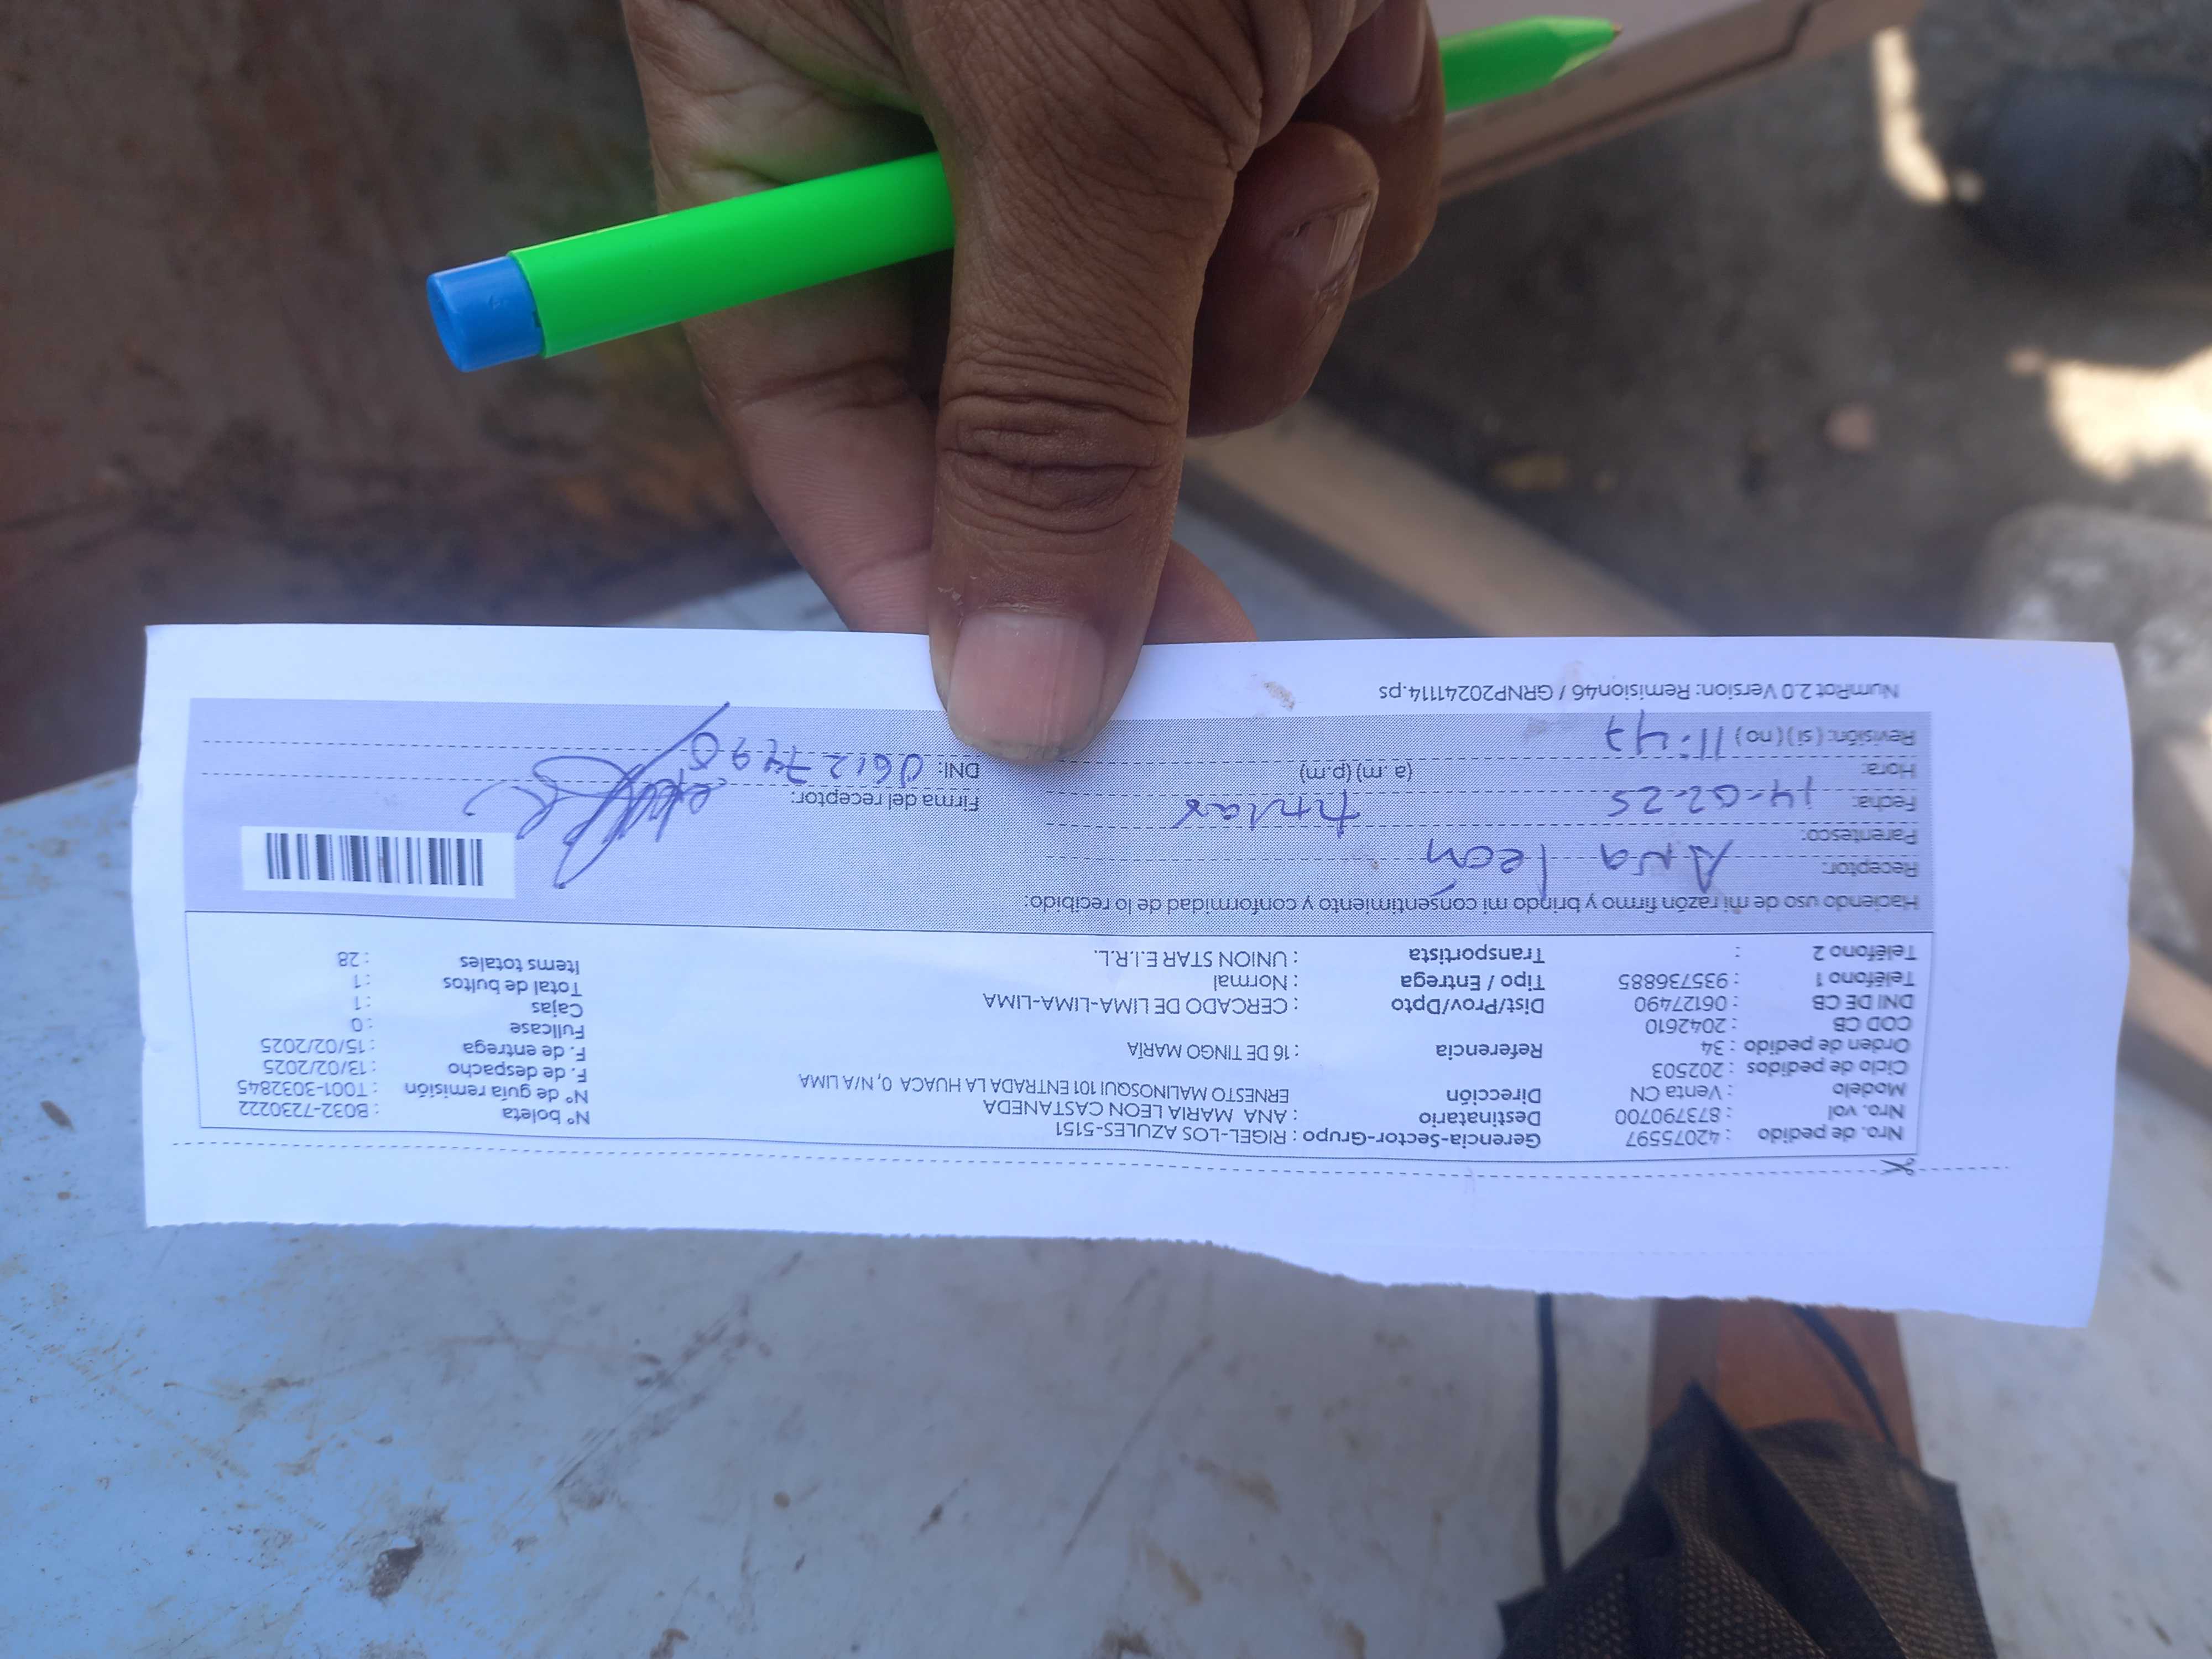 Nro. de pedido : 42075597 Gerencia-Sector-Grupo : RIGEL-LOS AZULES-5151 N° boleta : B032-7230222
Nro. vol : 873790700 Destinatario : ANA MARIA LEON CASTANEDA N° de guía remisión : T001-3032845
Modelo : Venta CN Dirección ERNESTO MALINOSQUI 101 ENTRADA LA HUACA 0, N/A LIMA F. de despacho : 13/02/2025
Ciclo de pedidos : 202503 F. de entrega : 15/02/2025
Orden de pedido : 34 Referencia : 16 DE TINGO MARÍA Fullcase : 0
COD CB : 2042610 Cajas : 1
DNI DE CB : 06127490 Dist/Prov/Dpto : CERCADO DE LIMA-LIMA-LIMA Total de bultos : 1
Teléfono 1 : 935736885 Tipo / Entrega : Normal Items totales : 28
Teléfono 2 : Transportista : UNION STAR E.I.R.L.
Haciendo uso de mi razón firmo y brindo mi consentimiento y conformidad de lo recibido:
Receptor: Ana León
Parentesco: Titular
Fecha: 14-02-25 Firma del receptor:
Hora: 11:47 (a.m) (p.m) DNI: 06127490
Revisión: (si) (no)
NumRot 2.0 Version: Remision46 / GRNP20241114.ps